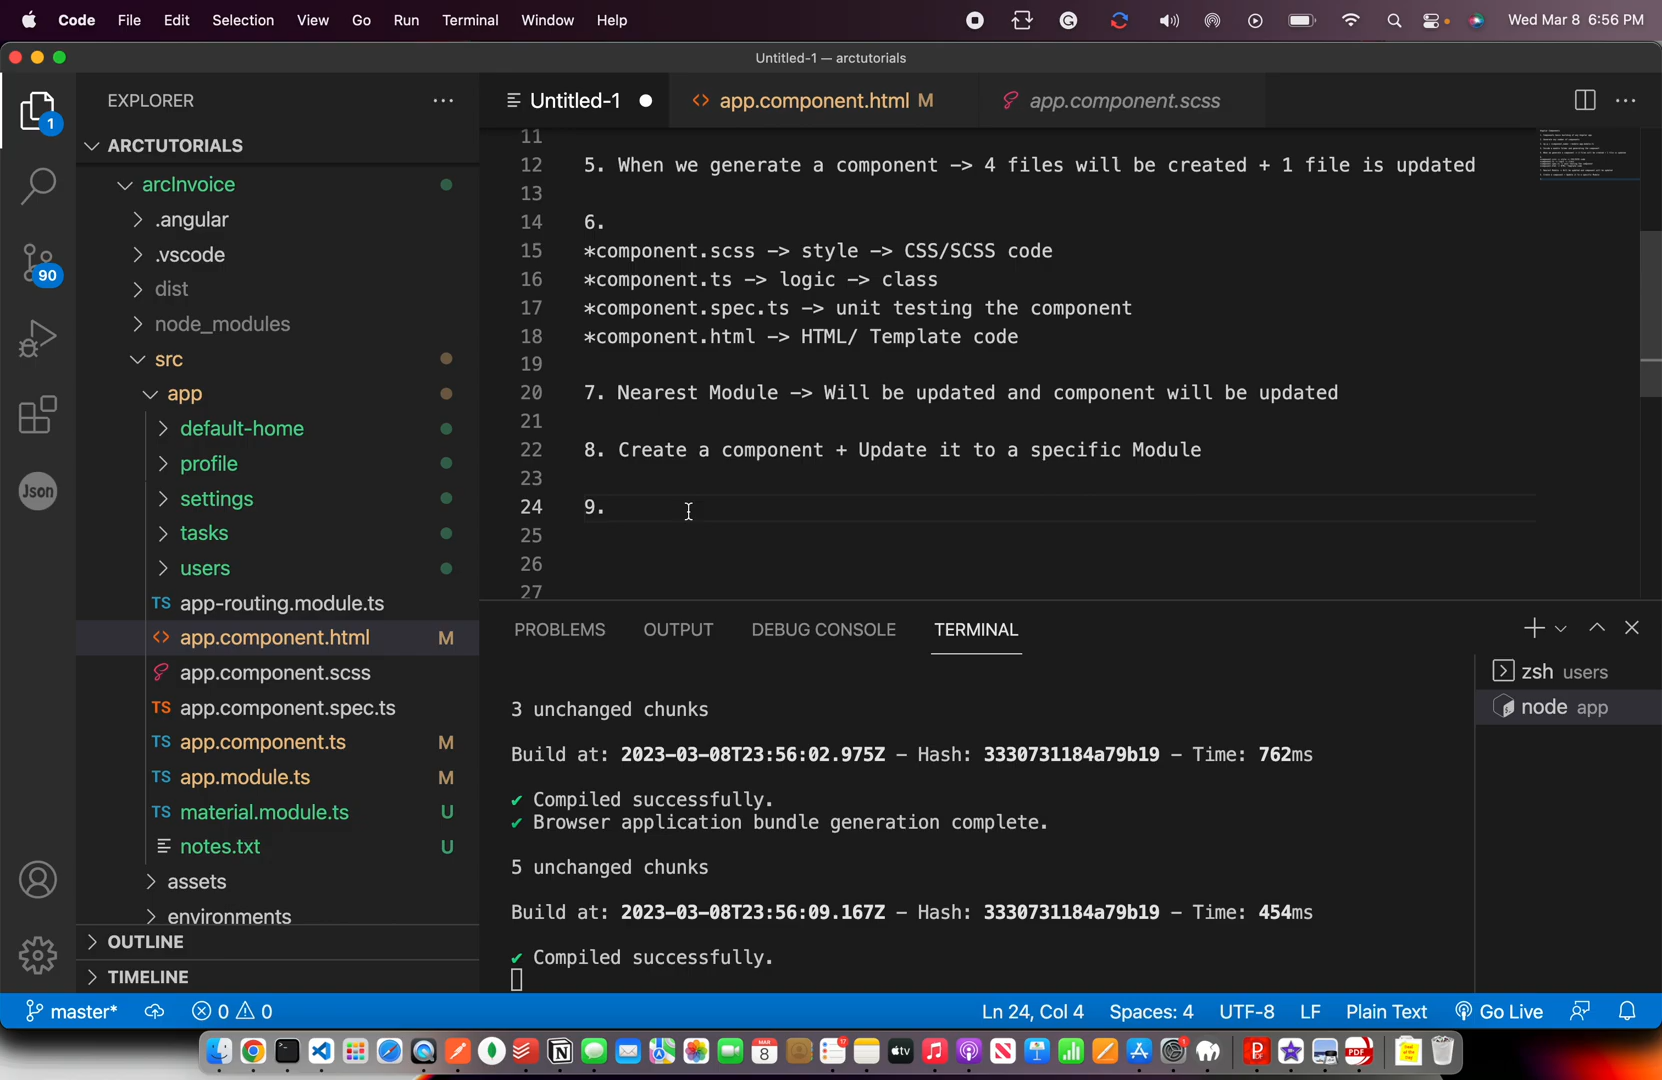 Code File Edit Selection View Go Run Terminal Window Help Wed Mar 8 6:56 PM
Untitled-1 — arctutorials
EXPLORER
Untitled-1
app.component.html M
app.component.scss
1
ARCTUTORIALS
arcInvoice
.angular
.vscode
90
dist
node_modules
src
app
default-home
profile
Json
settings
tasks
users
app-routing.module.ts
TS
app.component.html M
app.component.scss
TS app.component.spec.ts
TS app.component.ts M
TS app.module.ts M
TS material.module.ts U
notes.txt U
assets
environments
OUTLINE
TIMELINE
11
12 5. When we generate a component -> 4 files will be created + 1 file is updated
13
14 6.
15 *component.scss -> style -> CSS/SCSS code
16 *component.ts -> logic -> class
17 *component.spec.ts -> unit testing the component
18 *component.html -> HTML/ Template code
19
20 7. Nearest Module -> Will be updated and component will be updated
21
22 8. Create a component + Update it to a specific Module
23
24 9.
25
26
27
PROBLEMS OUTPUT DEBUG CONSOLE TERMINAL
zsh users
node app
3 unchanged chunks
Build at: 2023-03-08T23:56:02.975Z - Hash: 3330731184a79b19 - Time: 762ms
✔ Compiled successfully.
✔ Browser application bundle generation complete.
5 unchanged chunks
Build at: 2023-03-08T23:56:09.167Z - Hash: 3330731184a79b19 - Time: 454ms
✔ Compiled successfully.
master* 0 0 Ln 24, Col 4 Spaces: 4 UTF-8 LF Plain Text Go Live